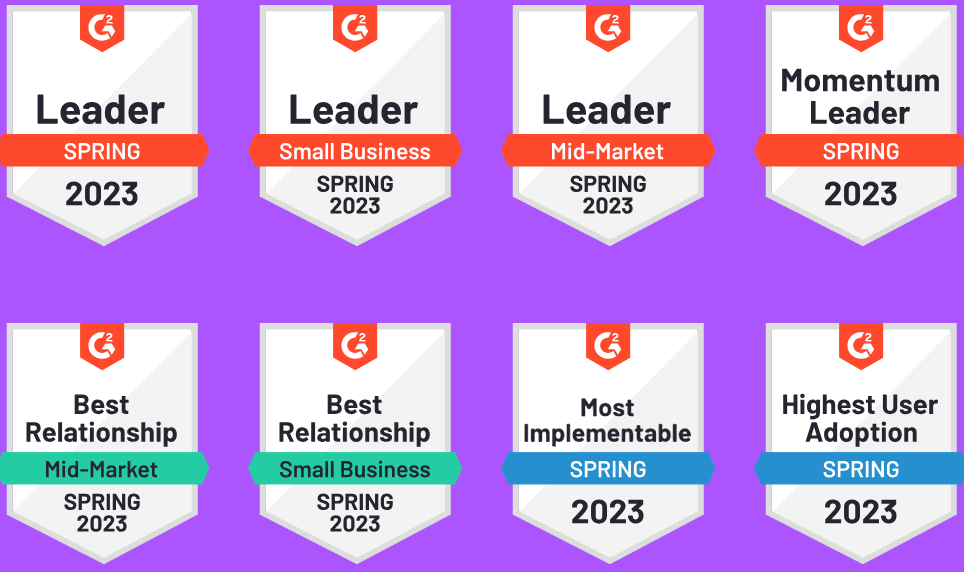 G2
Leader
SPRING
2023
G2
Leader
Small Business
SPRING
2023
G2
Leader
Mid-Market
SPRING
2023
G2
Momentum
Leader
SPRING
2023
G2
Best
Relationship
Mid-Market
SPRING
2023
G2
Best
Relationship
Small Business
SPRING
2023
G2
Most
Implementable
SPRING
2023
G2
Highest User
Adoption
SPRING
2023